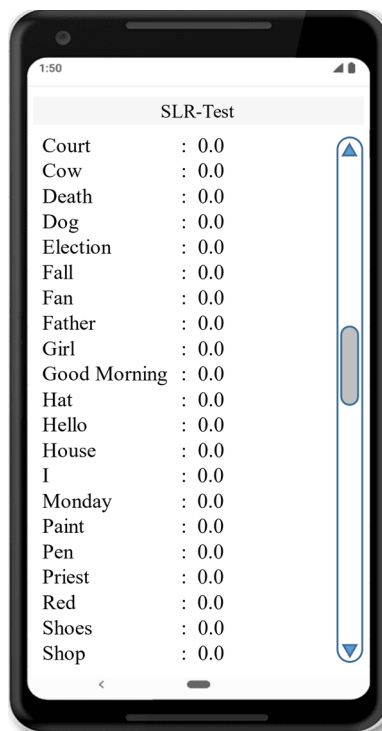 1:50
SLR-Test
Court : 0.0
Cow : 0.0
Death : 0.0
Dog : 0.0
Election : 0.0
Fall : 0.0
Fan : 0.0
Father : 0.0
Girl : 0.0
Good Morning : 0.0
Hat : 0.0
Hello : 0.0
House : 0.0
I : 0.0
Monday : 0.0
Paint : 0.0
Pen : 0.0
Priest : 0.0
Red : 0.0
Shoes : 0.0
Shop : 0.0